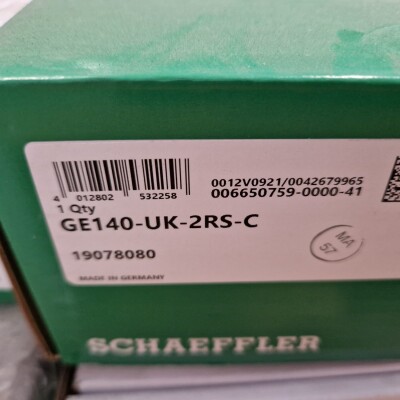 0012V0921/0042679965
4 012802 532258
006650759-0000-41
1 Qty
GE140-UK-2RS-C
MA
57
19078080
MADE IN GERMANY
SCHAEFFLER